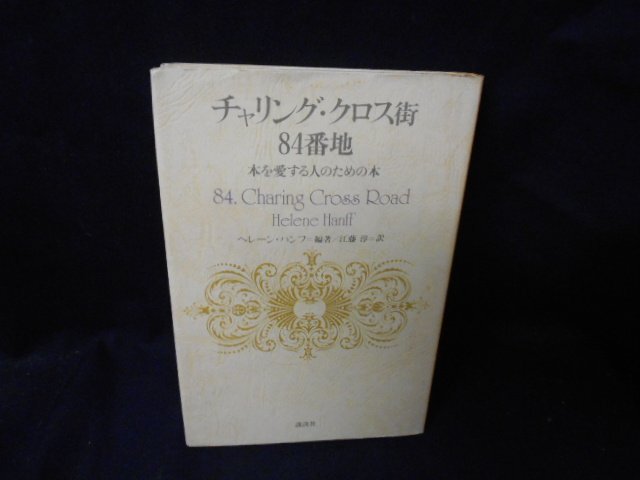 チャリング・クロス街
84番地
本を愛する人のための本
84. Charing Cross Road
Helene Hanff
ヘレーン・ハンフ＝編著／江藤 淳＝訳
講談社